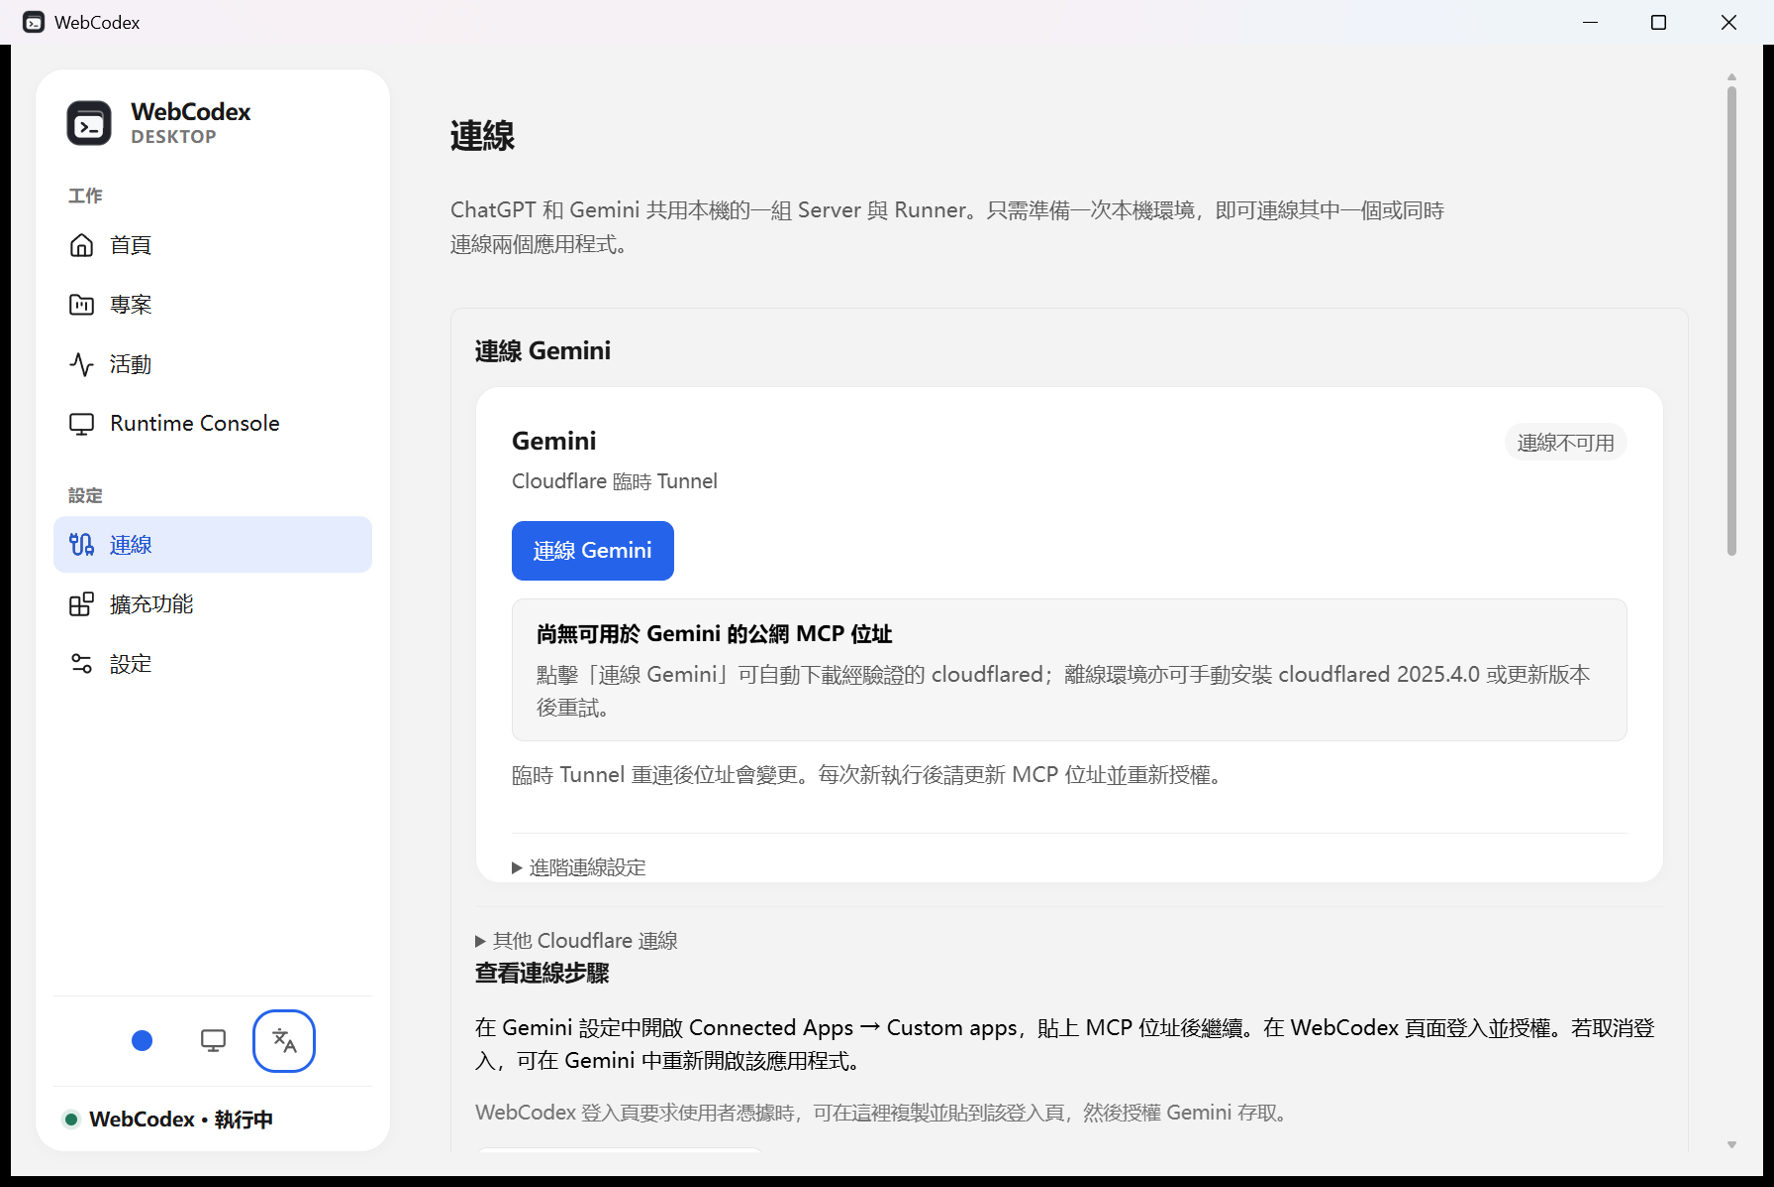 WebCodex
WebCodex
DESKTOP
工作
首頁
專案
活動
Runtime Console
設定
連線
擴充功能
設定
WebCodex • 執行中
連線
ChatGPT 和 Gemini 共用本機的一組 Server 與 Runner。只需準備一次本機環境，即可連線其中一個或同時
連線兩個應用程式。
連線 Gemini
Gemini
連線不可用
Cloudflare 臨時 Tunnel
連線 Gemini
尚無可用於 Gemini 的公網 MCP 位址
點擊「連線 Gemini」可自動下載經驗證的 cloudflared；離線環境亦可手動安裝 cloudflared 2025.4.0 或更新版本
後重試。
臨時 Tunnel 重連後位址會變更。每次新執行後請更新 MCP 位址並重新授權。
▶ 進階連線設定
▶ 其他 Cloudflare 連線
查看連線步驟
在 Gemini 設定中開啟 Connected Apps → Custom apps，貼上 MCP 位址後繼續。在 WebCodex 頁面登入並授權。若取消登
入，可在 Gemini 中重新開啟該應用程式。
WebCodex 登入頁要求使用者憑據時，可在這裡複製並貼到該登入頁，然後授權 Gemini 存取。